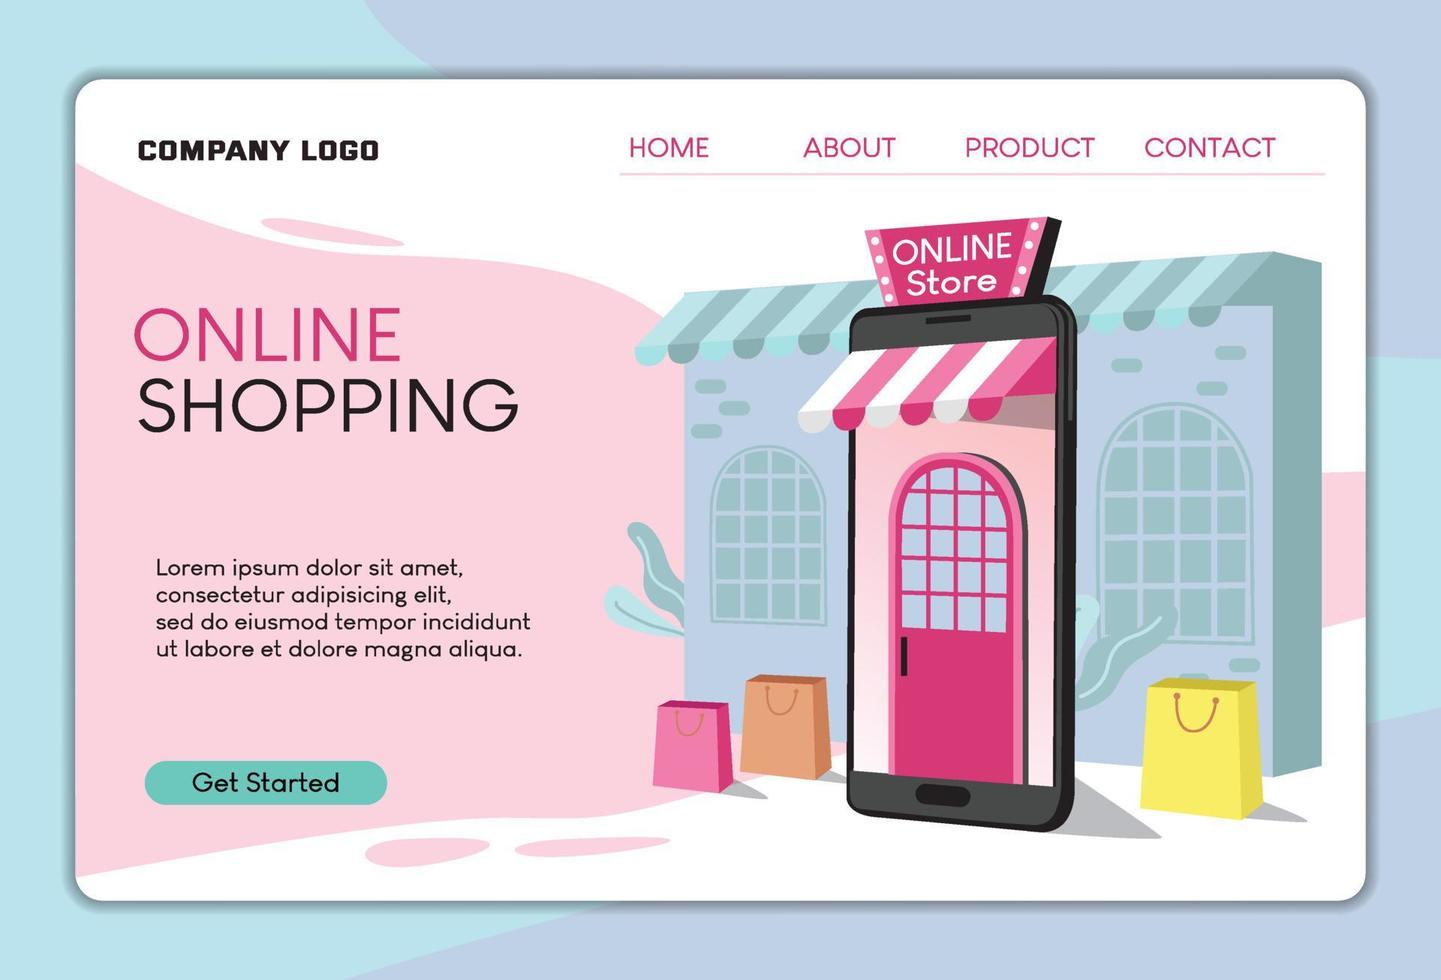 COMPANY LOGO
HOME ABOUT PRODUCT CONTACT
ONLINE
Store
ONLINE
SHOPPING
Lorem ipsum dolor sit amet,
consectetur adipisicing elit,
sed do eiusmod tempor incididunt
ut labore et dolore magna aliqua.
Get Started